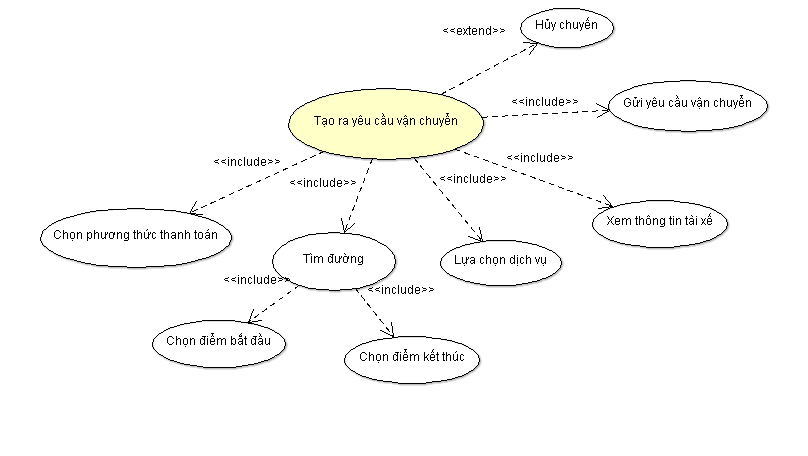 Hủy chuyến
<<extend>>
Gửi yêu cầu vận chuyển
<<include>>
Tạo ra yêu cầu vận chuyển
<<include>>
<<include>>
<<include>>
<<include>>
Xem thông tin tài xế
Chọn phương thức thanh toán
Tìm đường
Lựa chọn dịch vụ
<<include>>
<<include>>
Chọn điểm bắt đầu
Chọn điểm kết thúc